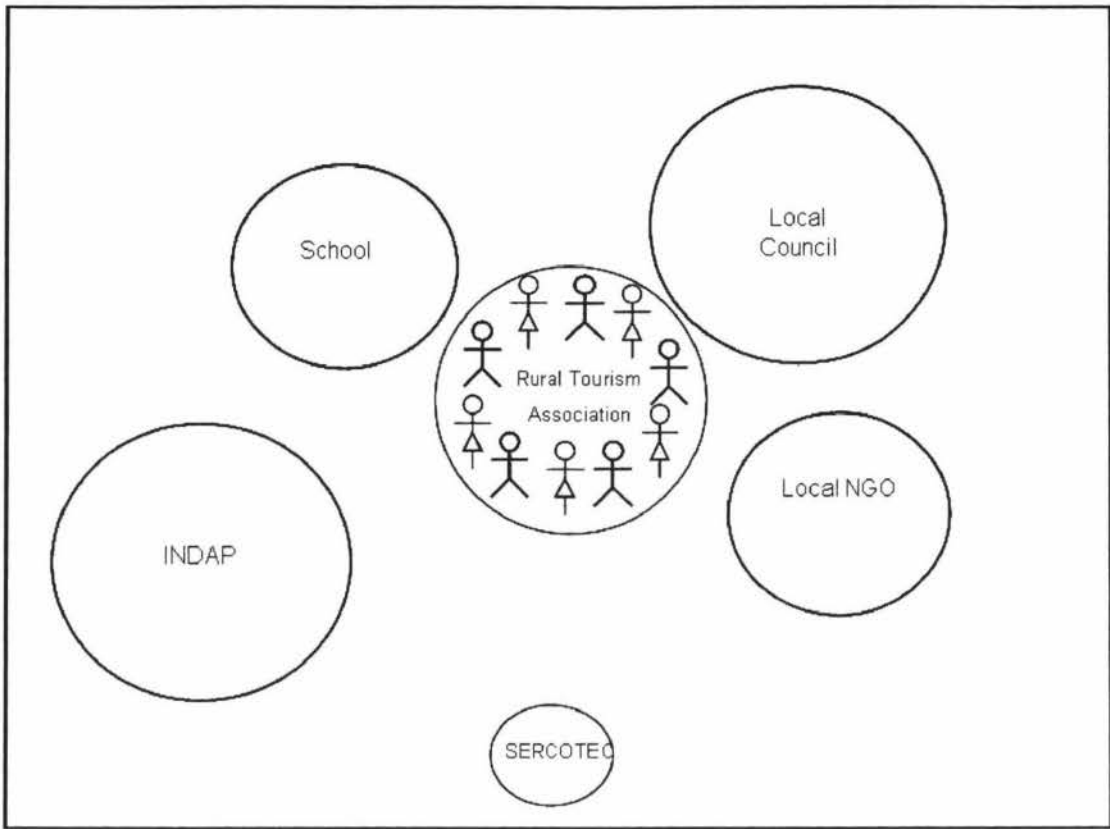 Local
Council
School
Rural Tourism
Association
Local NGO
INDAP
SERCOTEC